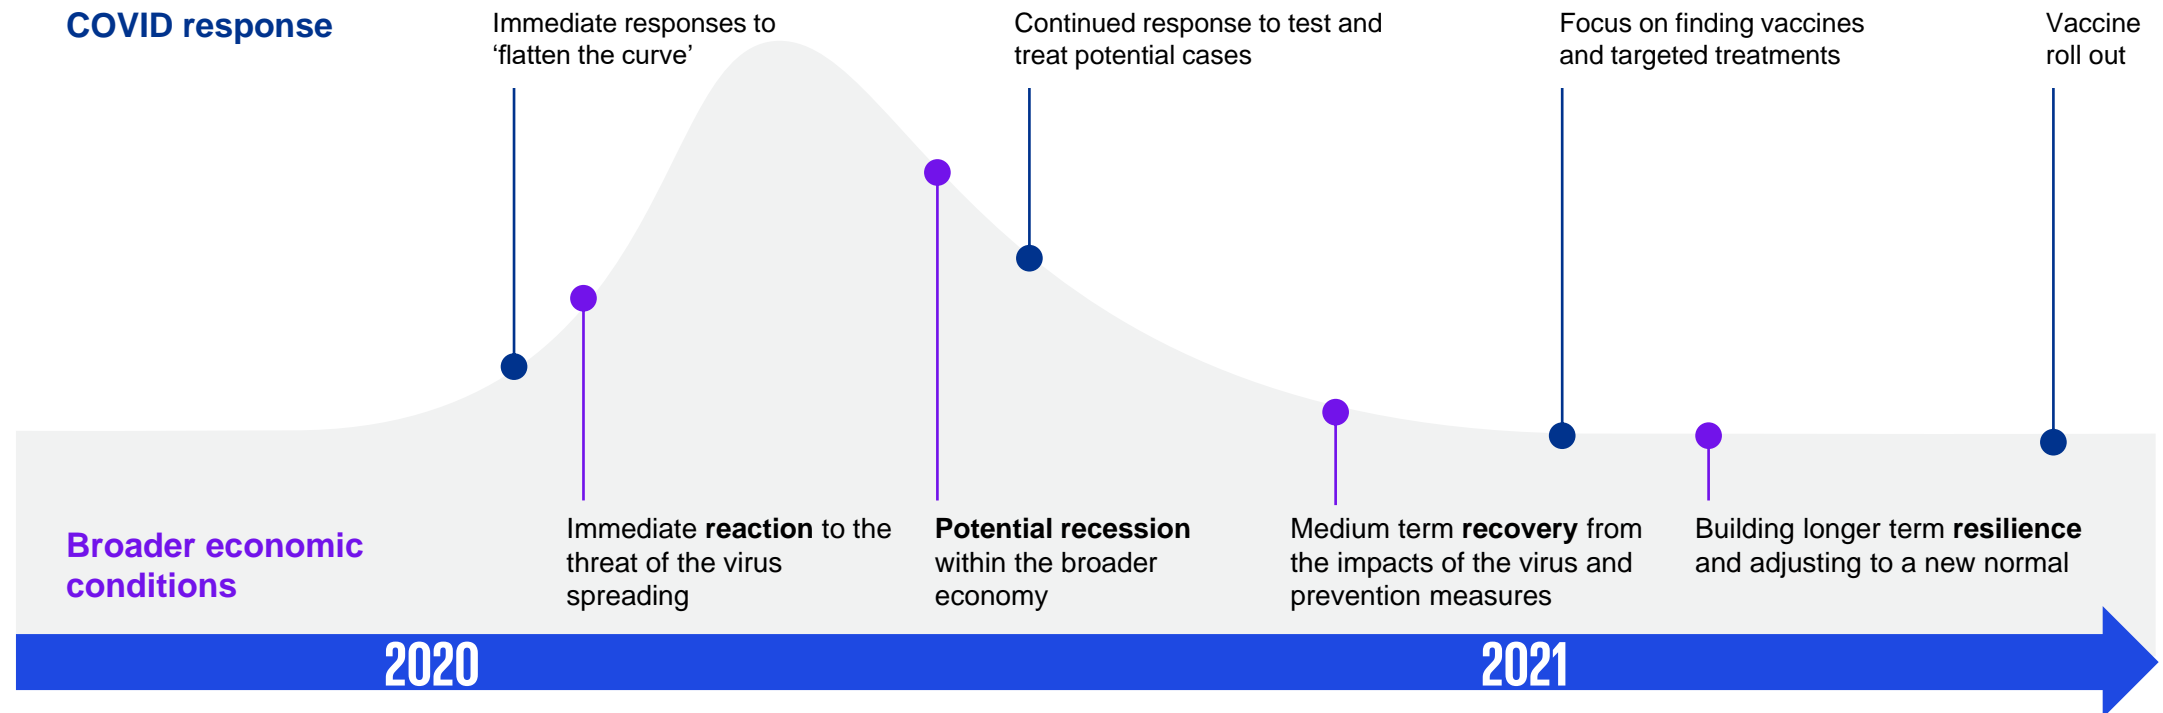 COVID response
Immediate responses to
‘flatten the curve’
Continued response to test and
treat potential cases
Focus on finding vaccines
and targeted treatments
Vaccine
roll out
Broader economic
conditions
Immediate reaction to the
threat of the virus
spreading
Potential recession
within the broader
economy
Medium term recovery from
the impacts of the virus and
prevention measures
Building longer term resilience
and adjusting to a new normal
2020
2021